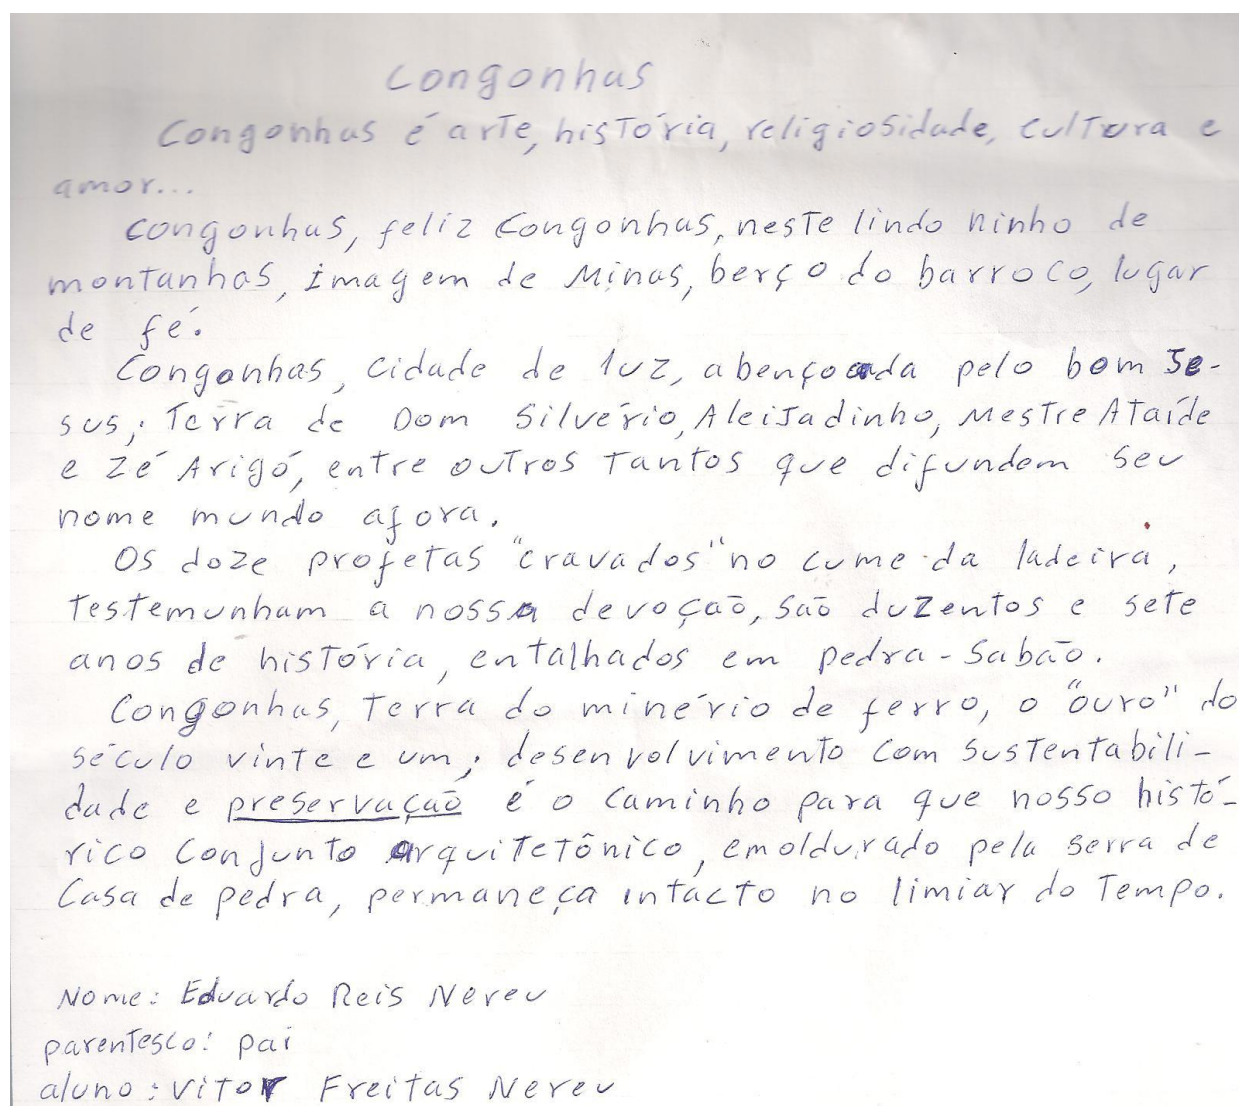 Congonhas
Congonhas é arte, história, religiosidade, cultura e
amor...
Congonhas, feliz Congonhas, neste lindo ninho de
montanhas, imagem de Minas, berço do barroco, lugar
de fé.
Congonhas, cidade de luz, abençoada pelo bom Je-
sus; terra de Dom Silvério, Aleijadinho, Mestre Ataíde
e Zé Arigó, entre outros tantos que difundem seu
nome mundo afora.
Os doze profetas "cravados" no cume da ladeira,
testemunham a nossa devoção, são duzentos e sete
anos de história, entalhados em pedra-sabão.
Congonhas, terra do minério de ferro, o "ouro" do
século vinte e um; desenvolvimento com sustentabili-
dade e preservação é o caminho para que nosso histó-
rico conjunto arquitetônico, emoldurado pela serra de
Casa de pedra, permaneça intacto no limiar do tempo.
Nome: Eduardo Reis Nereu
parentesco: pai
aluno: Vitor Freitas Nereu